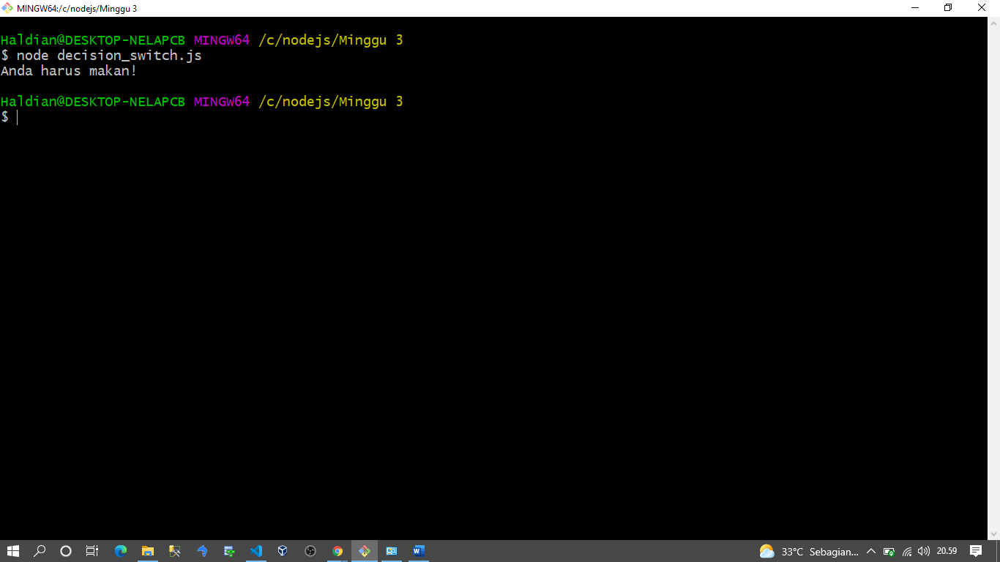 MINGW64:/c/nodejs/Minggu 3
Haldian@DESKTOP-NELAPCB MINGW64 /c/nodejs/Minggu 3
$ node decision_switch.js
Anda harus makan!
Haldian@DESKTOP-NELAPCB MINGW64 /c/nodejs/Minggu 3
$
33°C Sebagian... 20.59